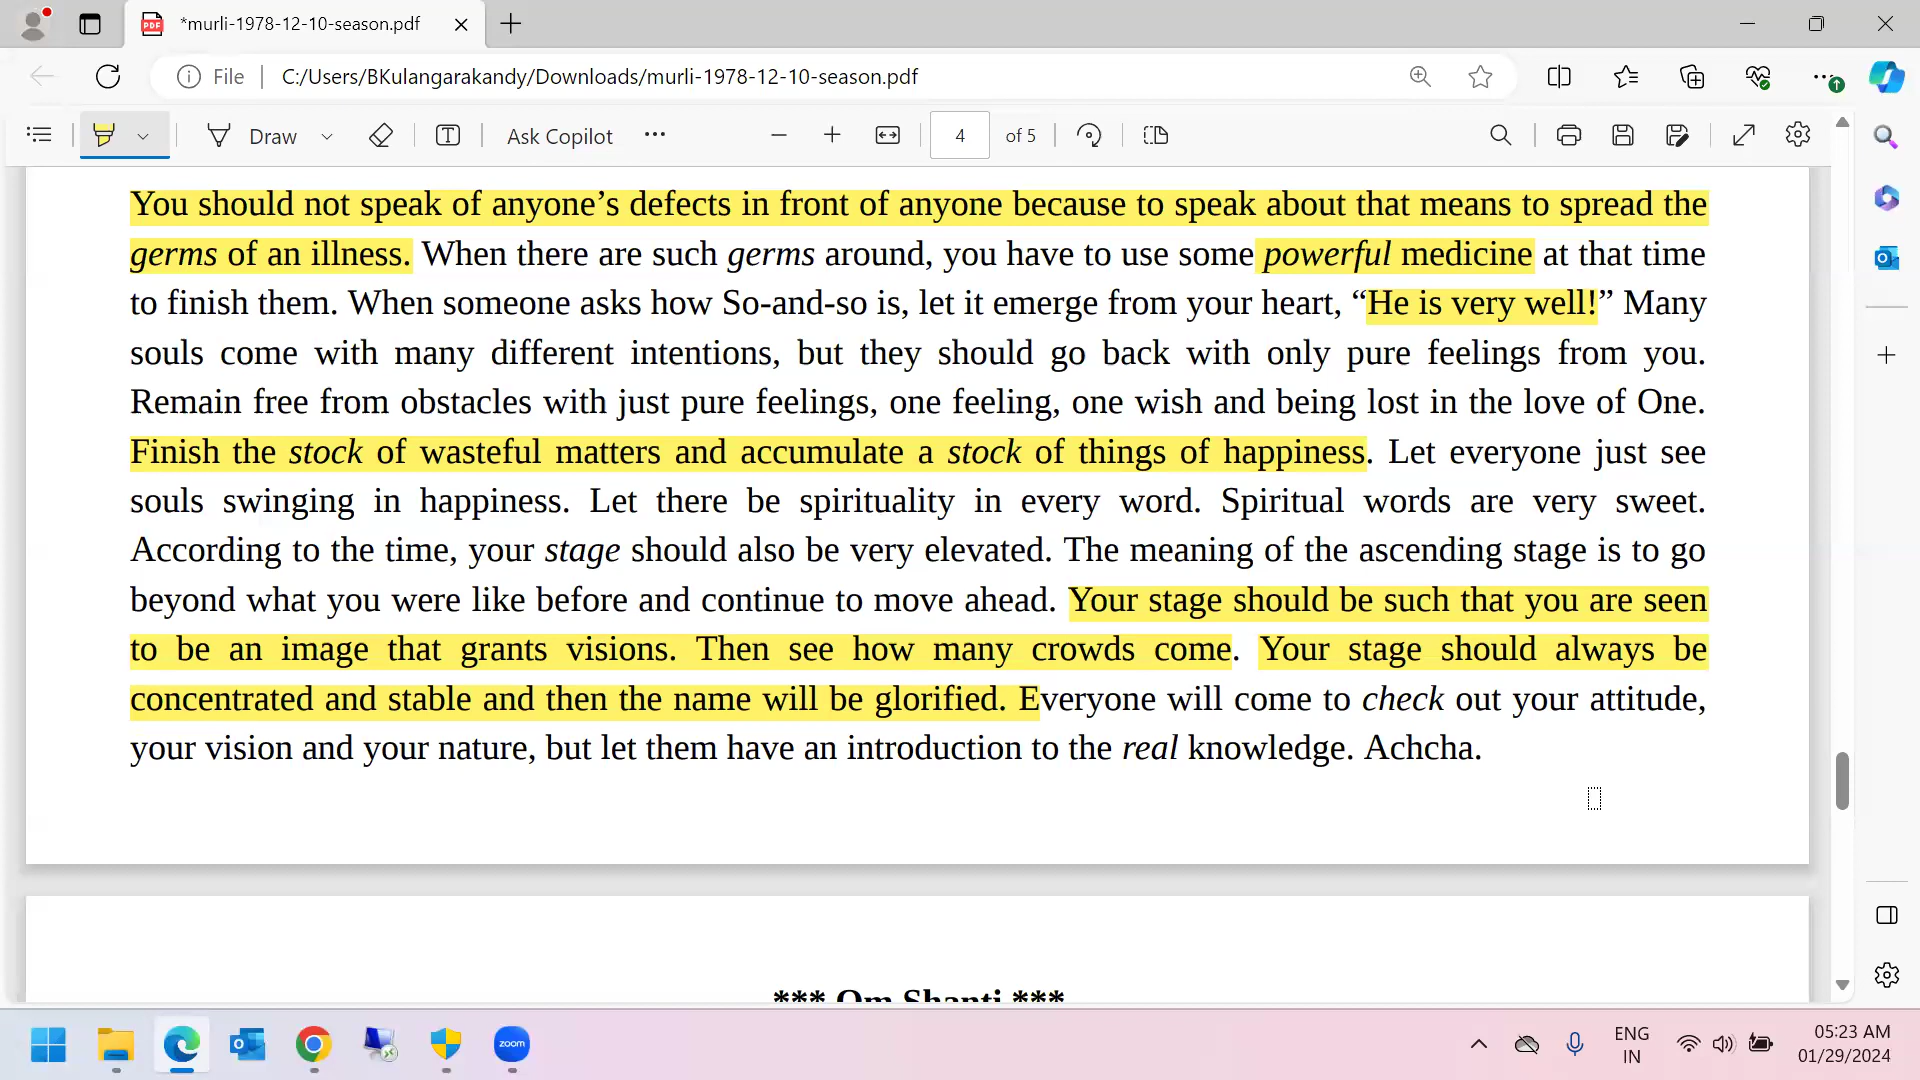 *murli-1978-12-10-season.pdf
File
C:/Users/BKulangarakandy/Downloads/murli-1978-12-10-season.pdf
Draw
Ask Copilot
4
of 5
You should not speak of anyone’s defects in front of anyone because to speak about that means to spread the
germs of an illness. When there are such germs around, you have to use some powerful medicine at that time
to finish them. When someone asks how So-and-so is, let it emerge from your heart, “He is very well!” Many
souls come with many different intentions, but they should go back with only pure feelings from you.
Remain free from obstacles with just pure feelings, one feeling, one wish and being lost in the love of One.
Finish the stock of wasteful matters and accumulate a stock of things of happiness. Let everyone just see
souls swinging in happiness. Let there be spirituality in every word. Spiritual words are very sweet.
According to the time, your stage should also be very elevated. The meaning of the ascending stage is to go
beyond what you were like before and continue to move ahead. Your stage should be such that you are seen
to be an image that grants visions. Then see how many crowds come. Your stage should always be
concentrated and stable and then the name will be glorified. Everyone will come to check out your attitude,
your vision and your nature, but let them have an introduction to the real knowledge. Achcha.
*** Om Shanti ***
zoom
ENG
IN
05:23 AM
01/29/2024